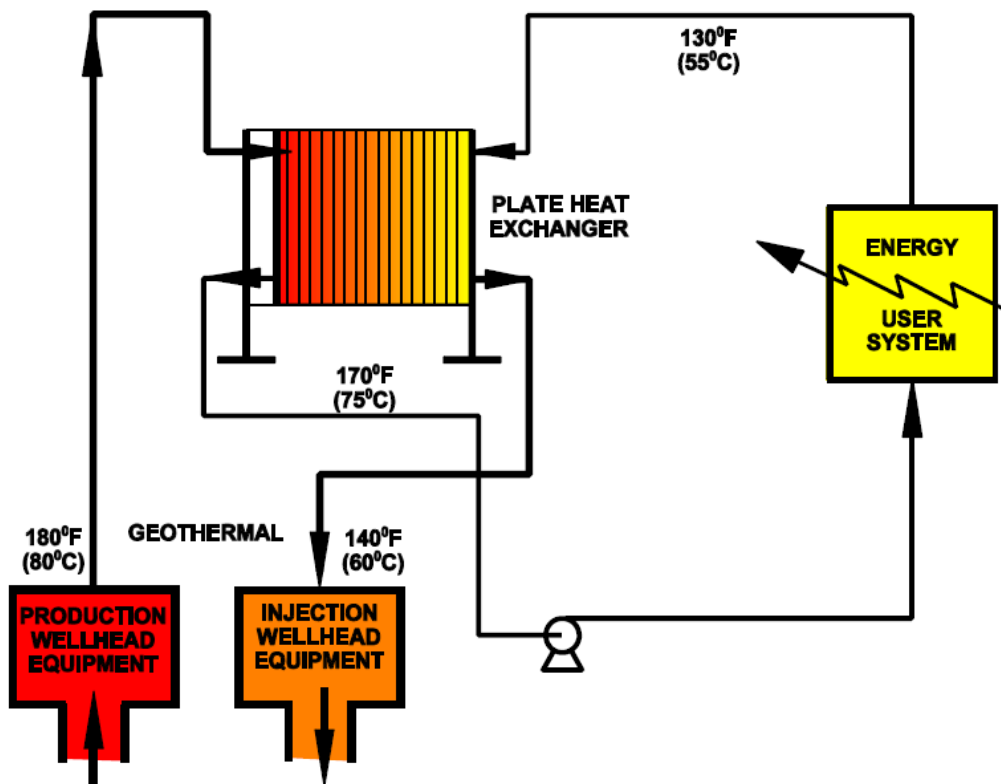 130⁰F
(55⁰C)
PLATE HEAT
EXCHANGER
ENERGY
USER
SYSTEM
170⁰F
(75⁰C)
GEOTHERMAL
180⁰F
(80⁰C)
140⁰F
(60⁰C)
PRODUCTION
WELLHEAD
EQUIPMENT
INJECTION
WELLHEAD
EQUIPMENT